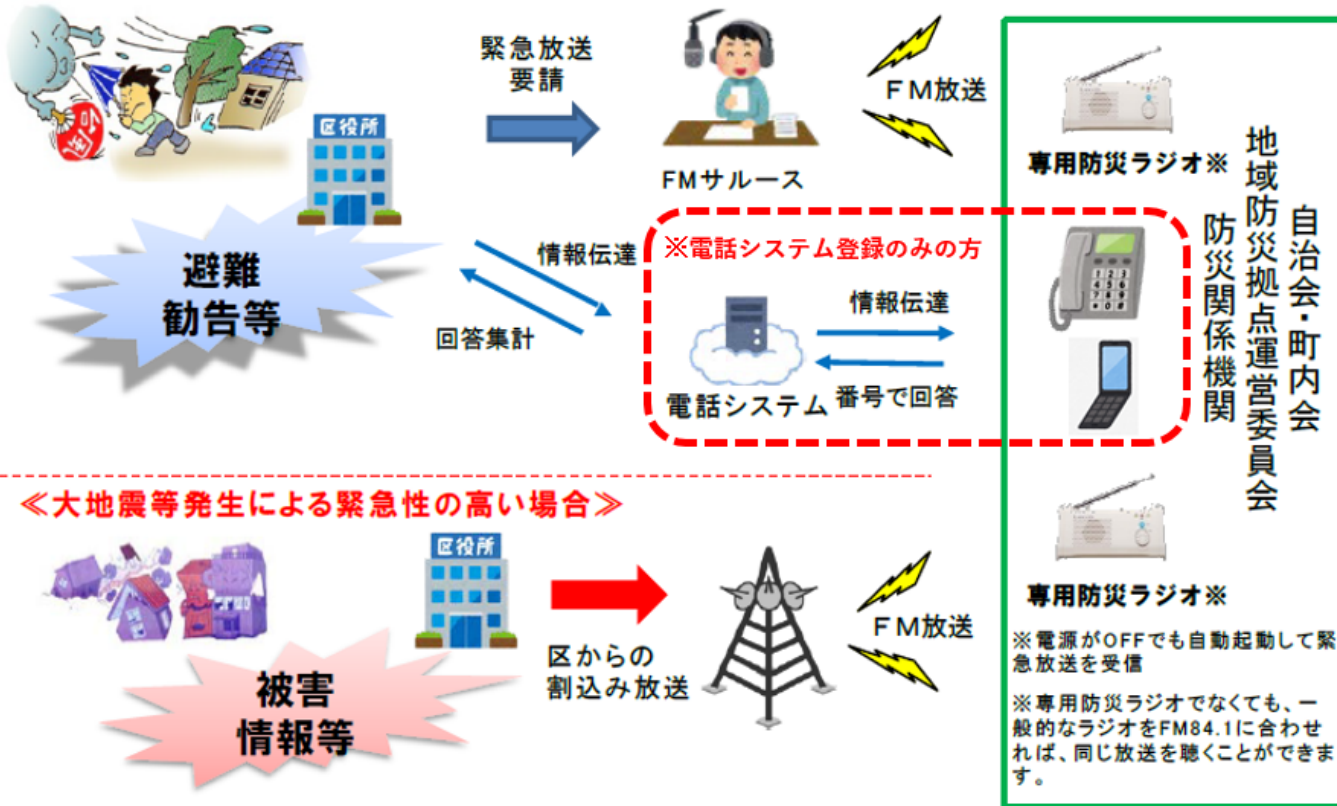 緊急放送
要請
FM放送
区役所
台風
FMサルース
専用防災ラジオ※
自治会・町内会
地域防災拠点運営委員会
防災関係機関
避難
勧告等
情報伝達
回答集計
※電話システム登録のみの方
情報伝達
電話システム
番号で回答
≪大地震等発生による緊急性の高い場合≫
区役所
被害
情報等
区からの
割込み放送
FM放送
専用防災ラジオ※
※電源がOFFでも自動起動して緊
急放送を受信
※専用防災ラジオでなくても、一
般的なラジオをFM84.1に合わせ
れば、同じ放送を聴くことができま
す。